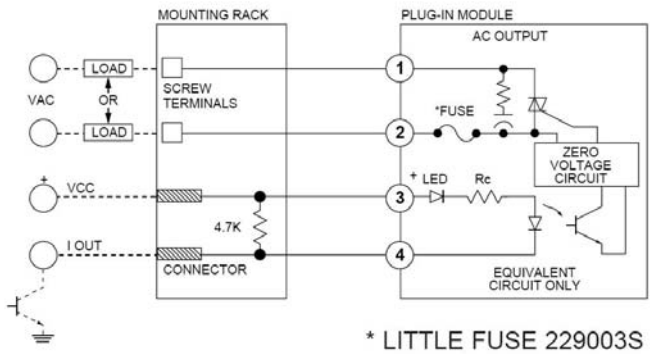 MOUNTING RACK
PLUG-IN MODULE
AC OUTPUT
LOAD
1
VAC
OR
SCREW
TERMINALS
*FUSE
LOAD
2
ZERO
VOLTAGE
CIRCUIT
+
VCC
+ LED
Rc
3
4.7K
I OUT
4
CONNECTOR
EQUIVALENT
CIRCUIT ONLY
* LITTLE FUSE 229003S